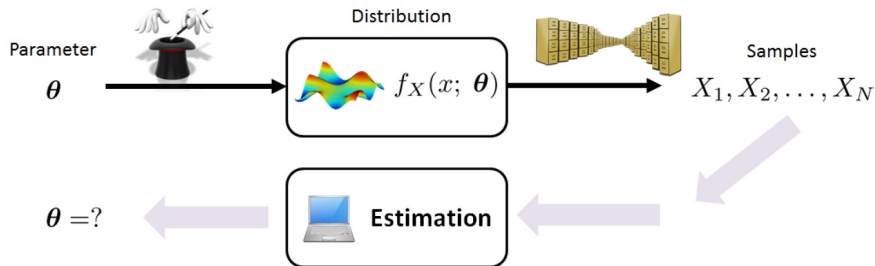 Distribution
Parameter
Samples
θ
f_X(x; θ)
X_1, X_2, . . . , X_N
θ =?
Estimation